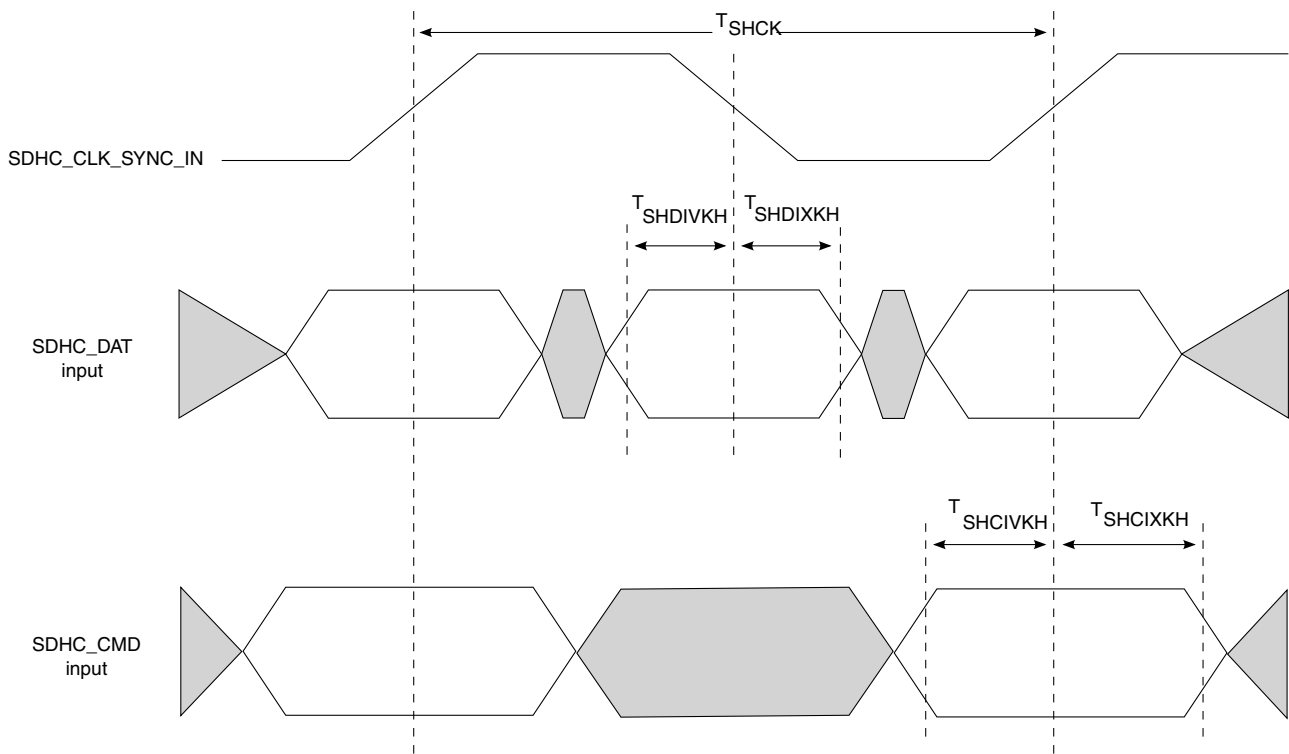 TSHCK
SDHC_CLK_SYNC_IN
TSHDIVKH
TSHDIXKH
SDHC_DAT
input
TSHCIVKH
TSHCIXKH
SDHC_CMD
input